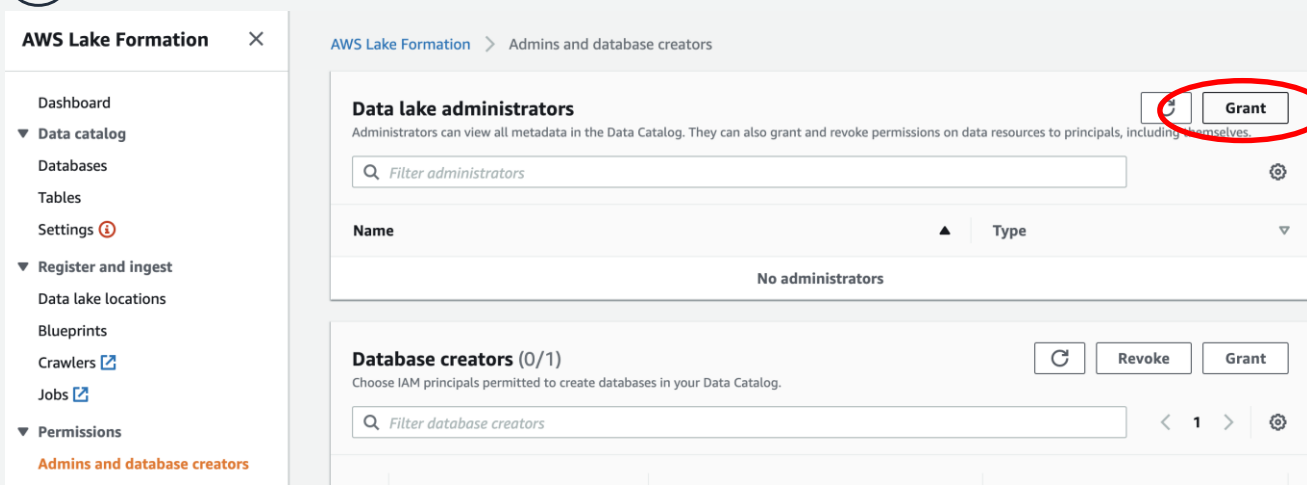 AWS Lake Formation
Dashboard
Data catalog
Databases
Tables
Settings
Register and ingest
Data lake locations
Blueprints
Crawlers
Jobs
Permissions
Admins and database creators
AWS Lake Formation > Admins and database creators
Data lake administrators
Grant
Administrators can view all metadata in the Data Catalog. They can also grant and revoke permissions on data resources to principals, including themselves.
Filter administrators
Name Type
No administrators
Database creators (0/1)
Revoke Grant
Choose IAM principals permitted to create databases in your Data Catalog.
Filter database creators
< 1 >